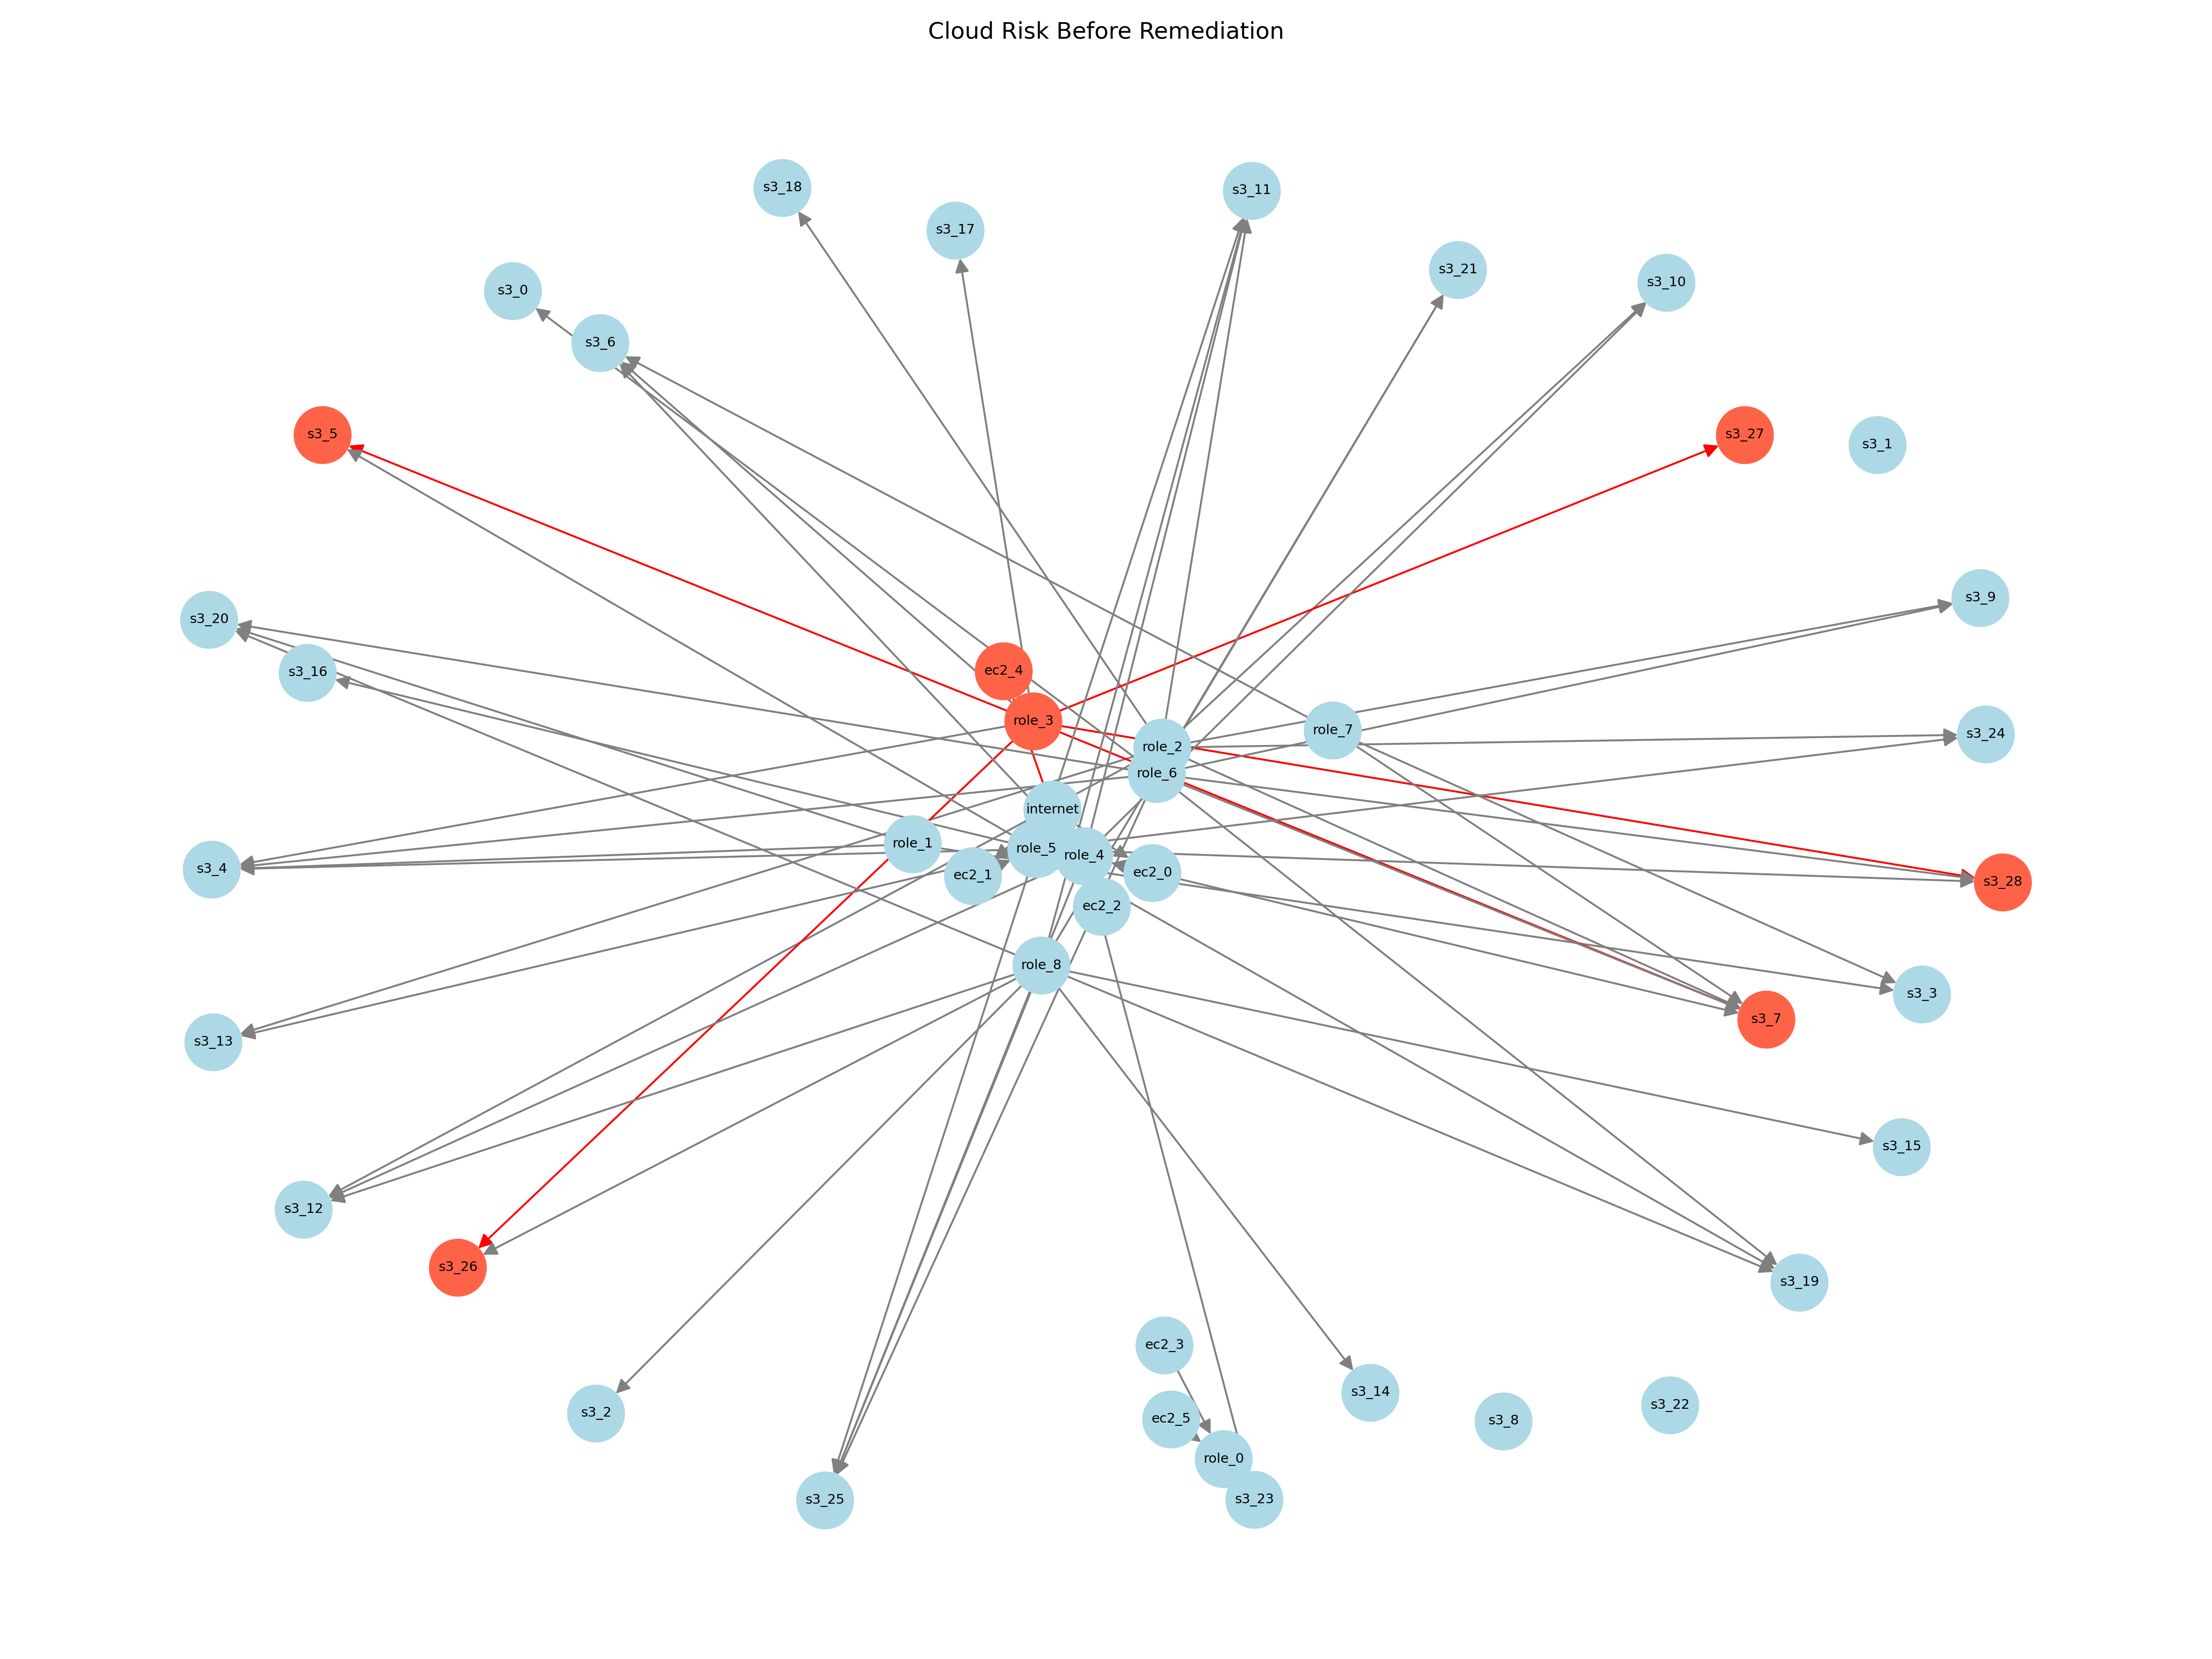 Cloud Risk Before Remediation
s3_18
s3_11
s3_17
s3_21
s3_10
s3_0
s3_6
s3_5
s3_27
s3_1
s3_9
s3_20
s3_16
ec2_4
role_3
role_7
s3_24
role_2
role_6
internet
role_1
role_5
role_4
s3_4
ec2_1
ec2_0
s3_28
ec2_2
role_8
s3_3
s3_7
s3_13
s3_15
s3_12
s3_26
s3_19
ec2_3
s3_14
s3_22
s3_2
ec2_5
s3_8
role_0
s3_25
s3_23